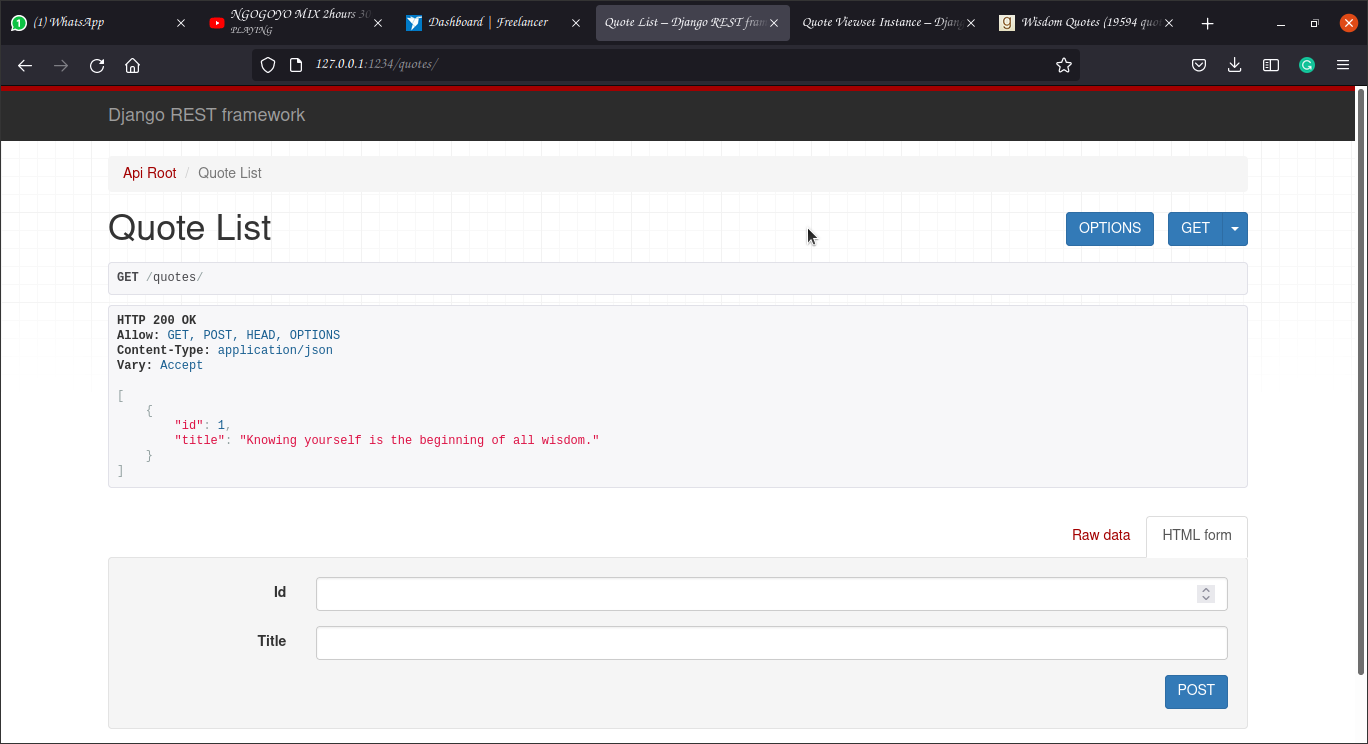 (1) WhatsApp
NGOGOYO MIX 2hours 30
PLAYING
Dashboard | Freelancer
Quote List – Django REST fram
Quote Viewset Instance – Djang
Wisdom Quotes (19594 quo
127.0.0.1:1234/quotes/
Django REST framework
Api Root / Quote List
Quote List
OPTIONS
GET
GET /quotes/
HTTP 200 OK
Allow: GET, POST, HEAD, OPTIONS
Content-Type: application/json
Vary: Accept
[
    {
        "id": 1,
        "title": "Knowing yourself is the beginning of all wisdom."
    }
]
Raw data
HTML form
Id
Title
POST